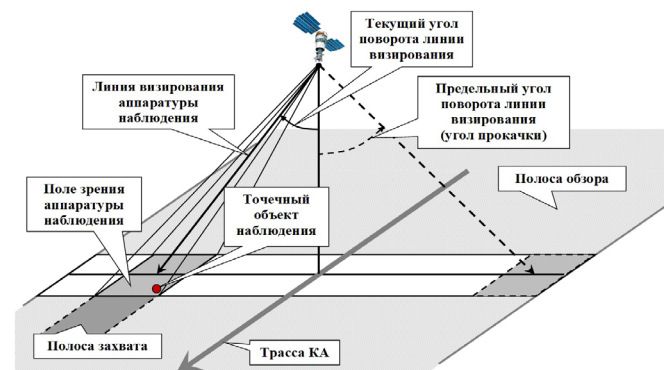 Текущий угол
поворота линии
визирования
Линия визирования
аппаратуры
наблюдения
Предельный угол
поворота линии
визирования
(угол прокачки)
Поле зрения
аппаратуры
наблюдения
Точечный
объект
наблюдения
Полоса обзора
Полоса захвата
Трасса КА